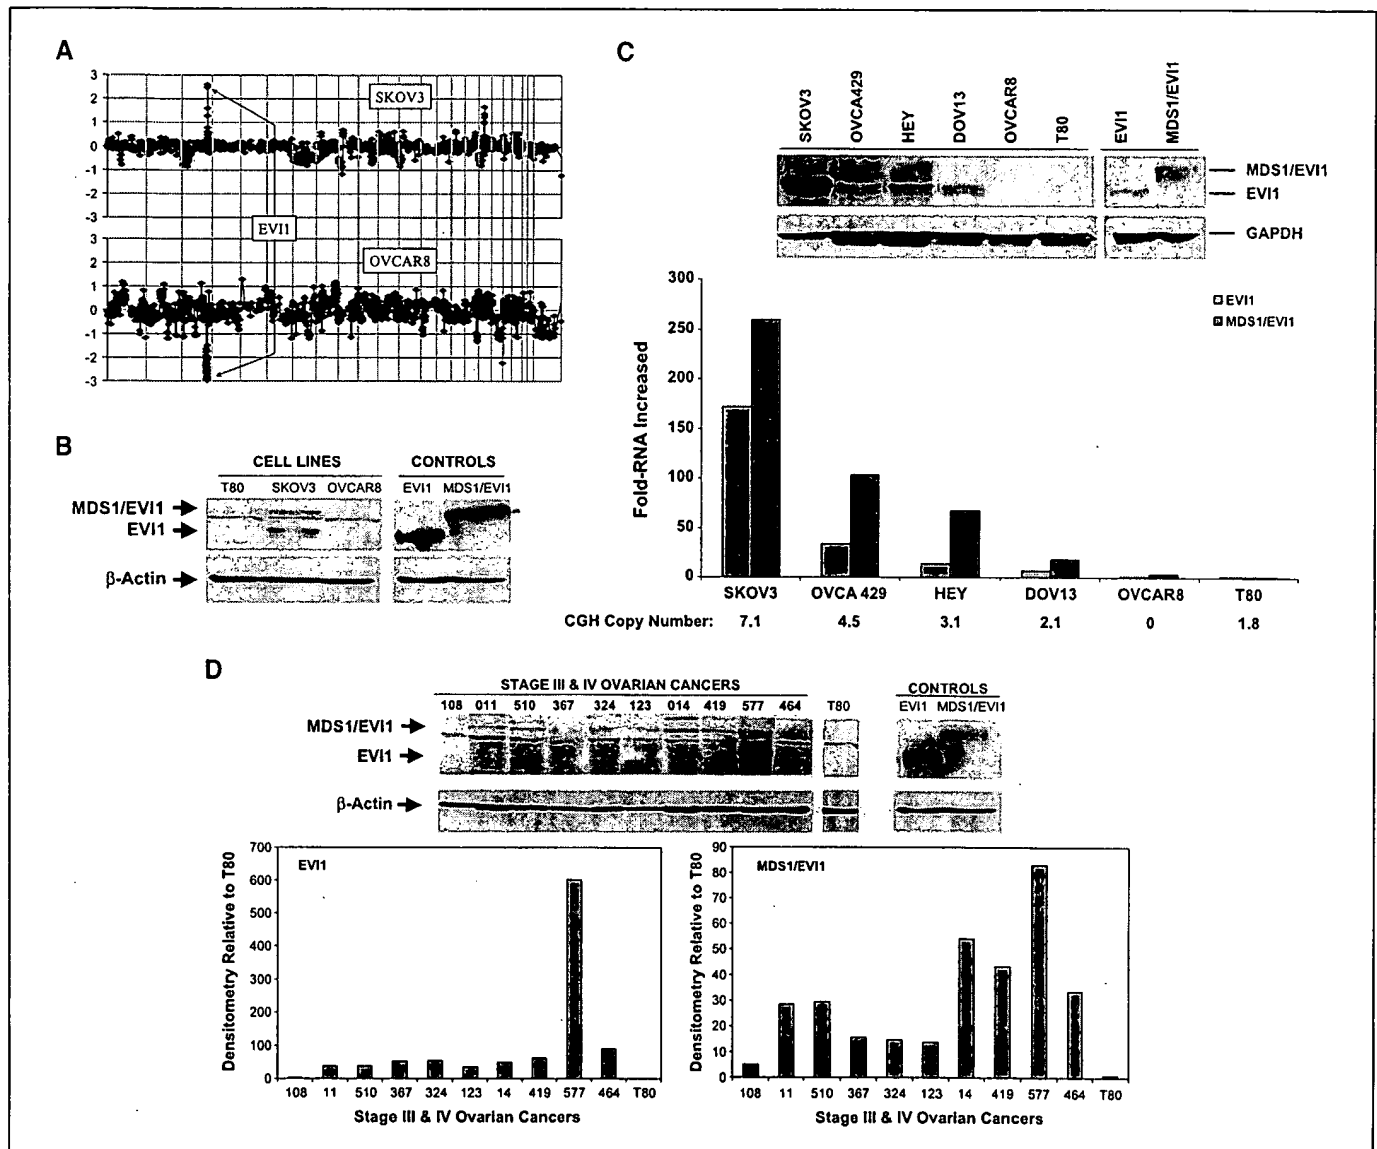 A
3
2
1
0
-1
-2
-3
SKOV3
EVI1
3
2
1
0
-1
-2
-3
OVCAR8
B
CELL LINES
CONTROLS
T80 SKOV3 OVCAR8
EVI1 MDS1/EVI1
MDS1/EVI1
EVI1
β-Actin
C
SKOV3
OVCA429
HEY
DOV13
OVCAR8
T80
EVI1
MDS1/EVI1
MDS1/EVI1
EVI1
GAPDH
Fold-RNA Increased
300
250
200
150
100
50
0
EVI1
MDS1/EVI1
SKOV3 OVCA 429 HEY DOV13 OVCAR8 T80
CGH Copy Number: 7.1 4.5 3.1 2.1 0 1.8
D
STAGE III & IV OVARIAN CANCERS
CONTROLS
108 011 510 367 324 123 014 419 577 464 T80
EVI1 MDS1/EVI1
MDS1/EVI1
EVI1
β-Actin
Densitometry Relative to T80
700
600
500
400
300
200
100
0
EVI1
108 11 510 367 324 123 14 419 577 464 T80
Stage III & IV Ovarian Cancers
Densitometry Relative to T80
90
80
70
60
50
40
30
20
10
0
MDS1/EVI1
108 11 510 367 324 123 14 419 577 464 T80
Stage III & IV Ovarian Cancers